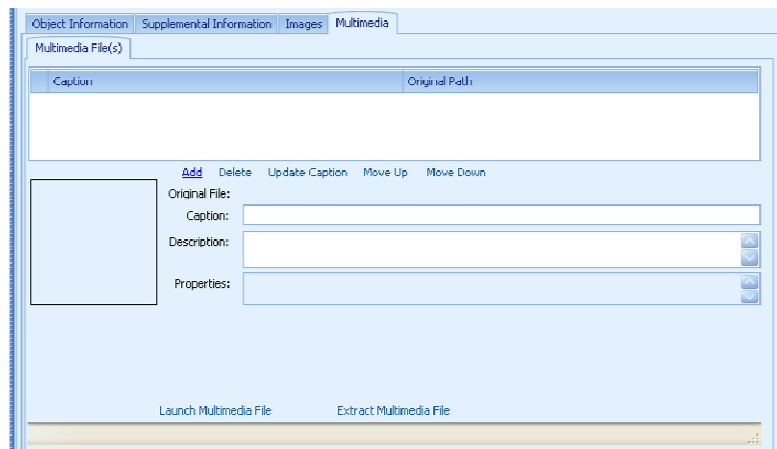 Object Information Supplemental Information Images Multimedia
Multimedia File(s)
Caption Original Path
Add Delete Update Caption Move Up Move Down
Original File:
Caption:
Description:
Properties:
Launch Multimedia File Extract Multimedia File